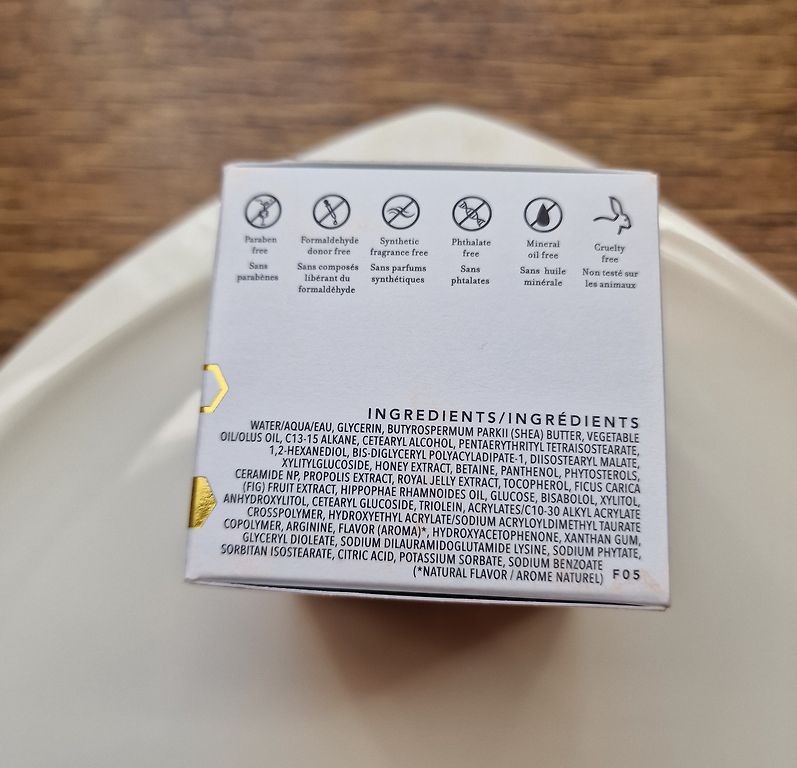 Paraben
free
Sans
parabènes
Formaldehyde
donor free
Sans composés
libérant du
formaldéhyde
Synthetic
fragrance free
Sans parfums
synthétiques
Phthalate
free
Sans
phtalates
Mineral
oil free
Sans huile
minérale
Cruelty
free
Non testé sur
les animaux
INGREDIENTS/INGRÉDIENTS
WATER/AQUA/EAU, GLYCERIN, BUTYROSPERMUM PARKII (SHEA) BUTTER, VEGETABLE
OIL/OLUS OIL, C13-15 ALKANE, CETEARYL ALCOHOL, PENTAERYTHRITYL TETRAISOSTEARATE,
1,2-HEXANEDIOL, BIS-DIGLYCERYL POLYACYLADIPATE-1, DIISOSTEARYL MALATE,
XYLITYLGLUCOSIDE, HONEY EXTRACT, BETAINE, PANTHENOL, PHYTOSTEROLS,
CERAMIDE NP, PROPOLIS EXTRACT, ROYAL JELLY EXTRACT, TOCOPHEROL, FICUS CARICA
(FIG) FRUIT EXTRACT, HIPPOPHAE RHAMNOIDES OIL, GLUCOSE, BISABOLOL, XYLITOL,
ANHYDROXYLITOL, CETEARYL GLUCOSIDE, TRIOLEIN, ACRYLATES/C10-30 ALKYL ACRYLATE
CROSSPOLYMER, HYDROXYETHYL ACRYLATE/SODIUM ACRYLOYLDIMETHYL TAURATE
COPOLYMER, ARGININE, FLAVOR (AROMA)*, HYDROXYACETOPHENONE, XANTHAN GUM,
GLYCERYL DIOLEATE, SODIUM DILAURAMIDOGLUTAMIDE LYSINE, SODIUM PHYTATE,
SORBITAN ISOSTEARATE, CITRIC ACID, POTASSIUM SORBATE, SODIUM BENZOATE
(*NATURAL FLAVOR / AROME NATUREL) F05